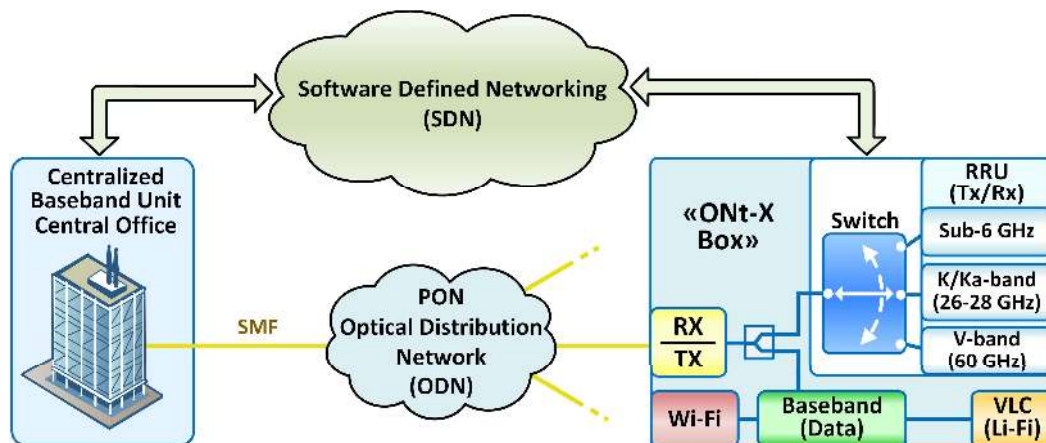 Software Defined Networking
(SDN)
Centralized
Baseband Unit
Central Office
SMF
PON
Optical Distribution
Network
(ODN)
«ONt-X
Box»
RX
TX
Switch
RRU
(Tx/Rx)
Sub-6 GHz
K/Ka-band
(26-28 GHz)
V-band
(60 GHz)
Wi-Fi
Baseband
(Data)
VLC
(Li-Fi)